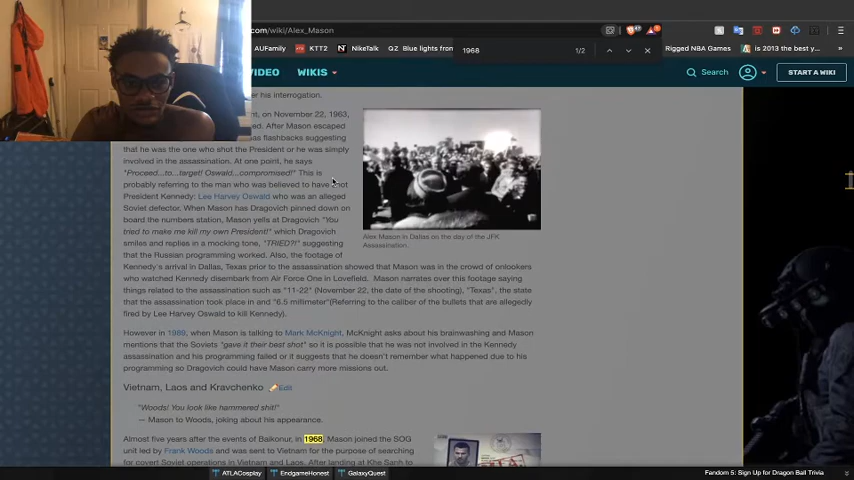 .com/wiki/Alex_Mason
AUFamily KTT2 NikeTalk QZ Blue lights from
1968 1/2
Rigged NBA Games is 2013 the best y...
VIDEO WIKIS Search START A WIKI
her his interrogation.
nt, on November 22, 1963,
ed. After Mason escaped
has flashbacks suggesting
that he was the one who shot the President or he was simply
involved in the assassination. At one point, he says
"Proceed...to...target! Oswald...compromised!" This is
probably referring to the man who was believed to have shot
President Kennedy: Lee Harvey Oswald who was an alleged
Soviet defector. When Mason has Dragovich pinned down on
board the numbers station, Mason yells at Dragovich "You
tried to make me kill my own President!" which Dragovich
smiles and replies in a mocking tone, "TRIED?!" suggesting
that the Russian programming worked. Also, the footage of
Kennedy's arrival in Dallas, Texas prior to the assassination showed that Mason was in the crowd of onlookers
who watched Kennedy disembark from Air Force One in Lovefield. Mason narrates over this footage saying
things related to the assassination such as "11-22" (November 22, the date of the shooting), "Texas", the state
that the assassination took place in and "6.5 millimeter"(Referring to the caliber of the bullets that are allegedly
fired by Lee Harvey Oswald to kill Kennedy).
Alex Mason in Dallas on the day of the JFK
Assassination.
However in 1989, when Mason is talking to Mark McKnight, McKnight asks about his brainwashing and Mason
mentions that the Soviets "gave it their best shot" so it is possible that he was not involved in the Kennedy
assassination and his programming failed or it suggests that he doesn't remember what happened due to his
programming so Dragovich could have Mason carry more missions out.
Vietnam, Laos and Kravchenko Edit
"Woods! You look like hammered shit!"
— Mason to Woods, joking about his appearance.
Almost five years after the events of Baikonur, in 1968, Mason joined the SOG
unit led by Frank Woods and was sent to Vietnam for the purpose of searching
for covert Soviet operations in Vietnam and Laos. After landing at Khe Sanh to
ATLACosplay EndgameHonest GalaxyQuest
Fandom 5: Sign Up for Dragon Ball Trivia